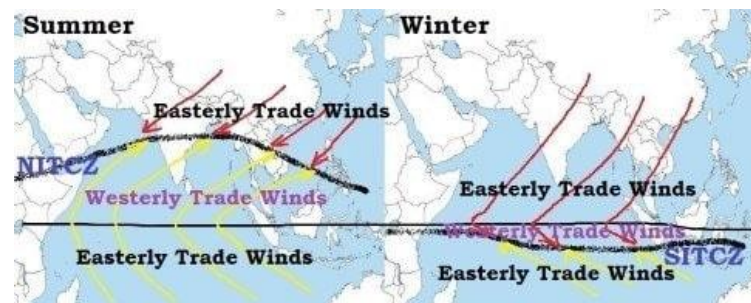 Summer
Easterly Trade Winds
NITCZ
Westerly Trade Winds
Easterly Trade Winds
Winter
Easterly Trade Winds
Westerly Trade Winds
SITCZ
Easterly Trade Winds